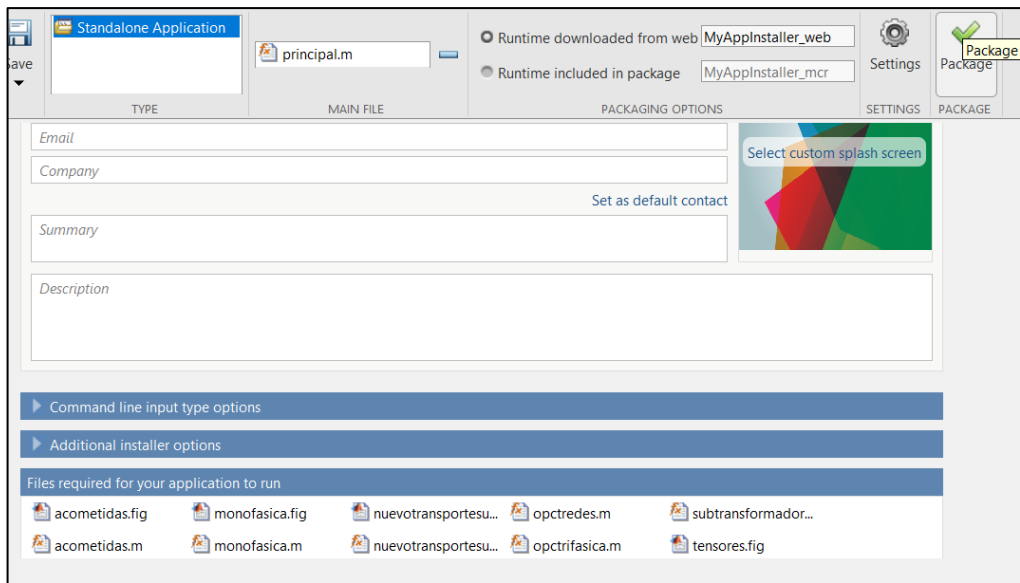 Standalone Application
Save
principal.m
Runtime downloaded from web MyAppInstaller_web
Runtime included in package MyAppInstaller_mcr
Settings
Package
Package
TYPE MAIN FILE PACKAGING OPTIONS SETTINGS PACKAGE
Email
Company
Set as default contact
Select custom splash screen
Summary
Description
Command line input type options
Additional installer options
Files required for your application to run
acometidas.fig monofasica.fig nuevotransportesu... opctredes.m subtransformador...
acometidas.m monofasica.m nuevotransportesu... opctrifasica.m tensores.fig